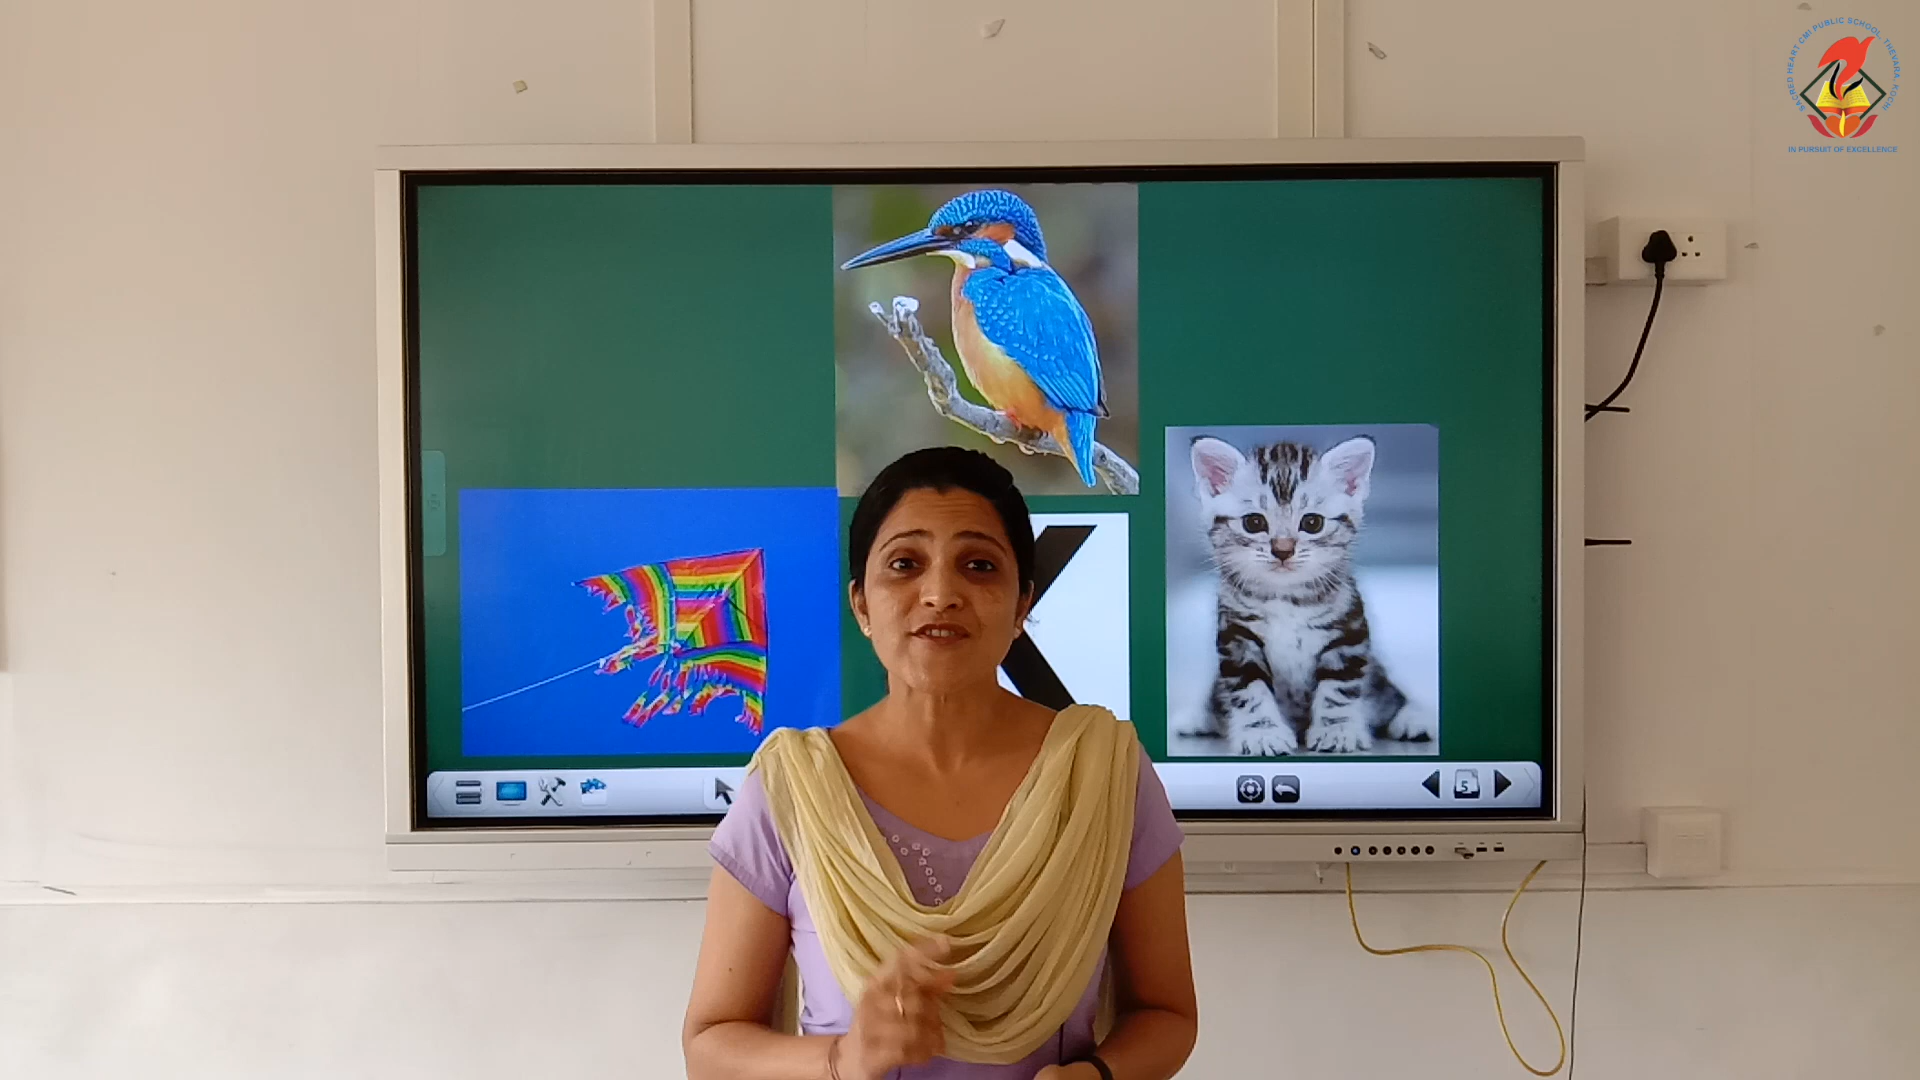 SACRED HEART CMI PUBLIC SCHOOL, THEVARA, KOCHI
IN PURSUIT OF EXCELLENCE
K
5